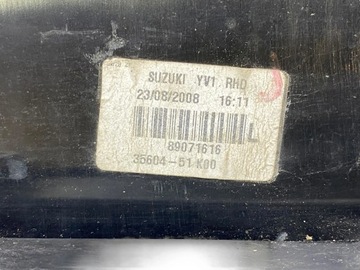 SUZUKI YV1 RHD
23/08/2008 16:11
L
89071616
35604-51K00